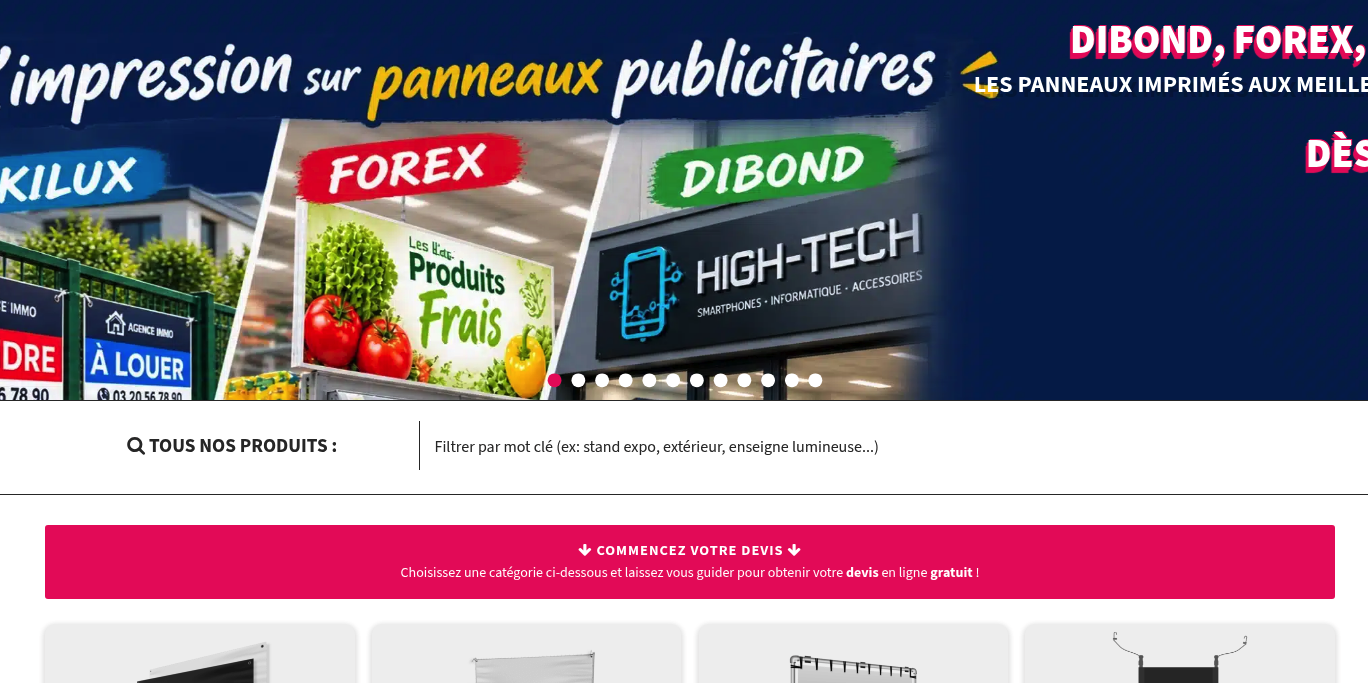 l'impression sur panneaux publicitaires
DIBOND, FOREX,
LES PANNEAUX IMPRIMÉS AUX MEILLE
DÈS
KILUX
FOREX
DIBOND
Les
Produits
Frais
HIGH-TECH
SMARTPHONES • INFORMATIQUE • ACCESSOIRES
E IMMO
DRE
56 78 90
AGENCE IMMO
À LOUER
03 20 56 78 90
TOUS NOS PRODUITS :
Filtrer par mot clé (ex: stand expo, extérieur, enseigne lumineuse...)
COMMENCEZ VOTRE DEVIS
Choisissez une catégorie ci-dessous et laissez vous guider pour obtenir votre devis en ligne gratuit !